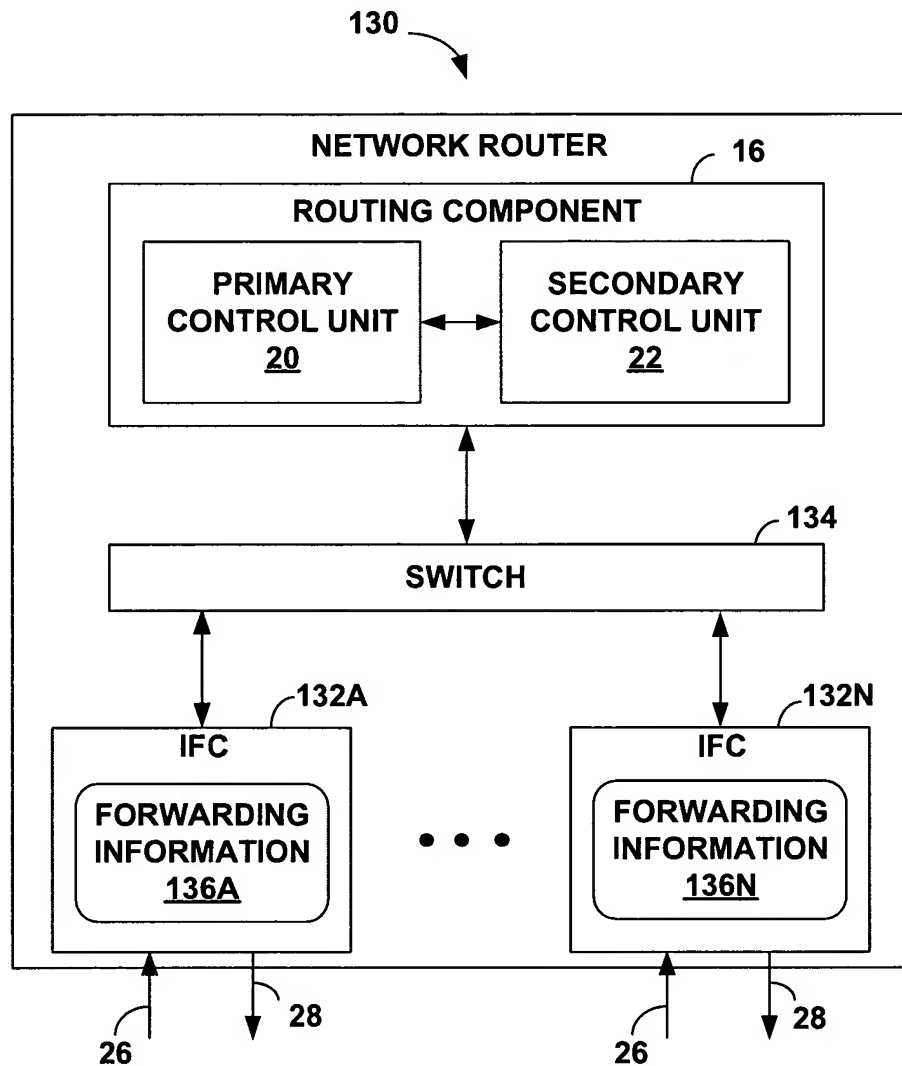 130
NETWORK ROUTER
16
ROUTING COMPONENT
PRIMARY
CONTROL UNIT
20
SECONDARY
CONTROL UNIT
22
134
SWITCH
132A
IFC
FORWARDING
INFORMATION
136A
132N
IFC
FORWARDING
INFORMATION
136N
26
28
26
28